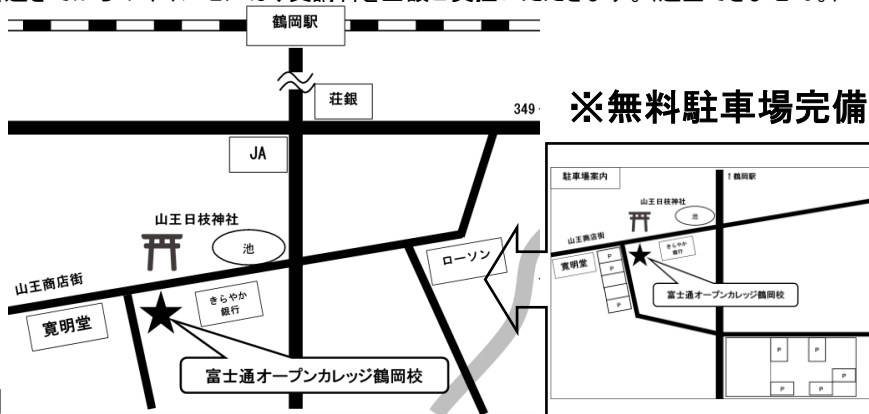 鶴岡駅
荘銀
349
※無料駐車場完備
JA
山王日枝神社
池
山王商店街
寛明堂
きらやか
銀行
ローソン
富士通オープンカレッジ鶴岡校
駐車場案内
↑鶴岡駅
山王日枝神社
池
山王商店街
寛明堂
きらやか
銀行
P
P
P
富士通オープンカレッジ鶴岡校
P
P
P
P
P